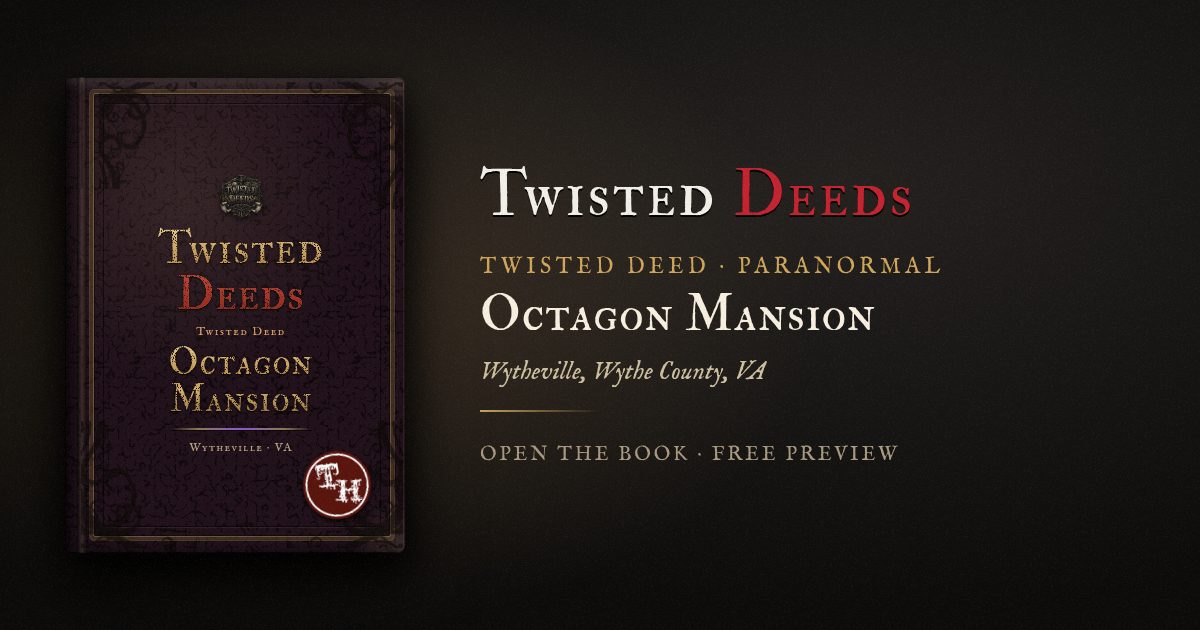 Twisted
Deeds
Twisted Deed
Octagon
Mansion
Wytheville · VA
TH
Twisted Deeds
TWISTED DEED · PARANORMAL
Octagon Mansion
Wytheville, Wythe County, VA
OPEN THE BOOK · FREE PREVIEW